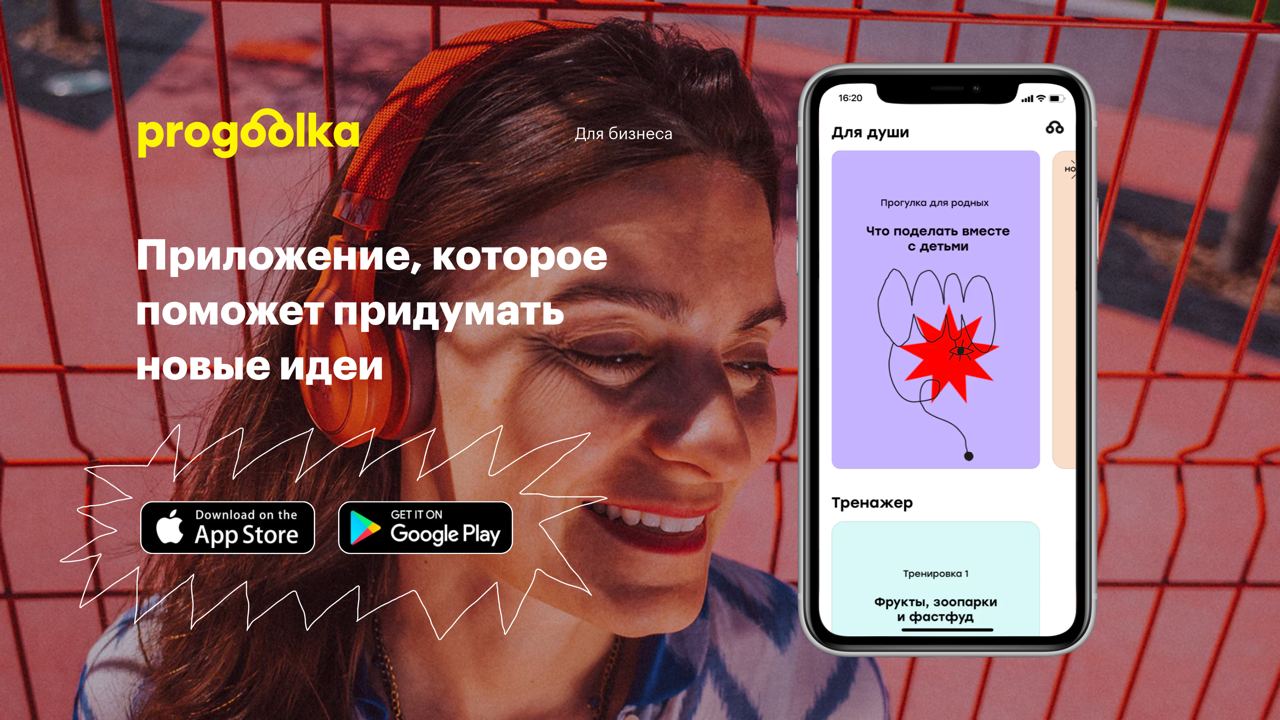 progoolka
Для бизнеса
Приложение, которое
поможет придумать
новые идеи
Download on the
App Store
GET IT ON
Google Play
16:20
Для души
Прогулка для родных
Что поделать вместе
с детьми
Тренажер
Тренировка 1
Фрукты, зоопарки
и фастфуд